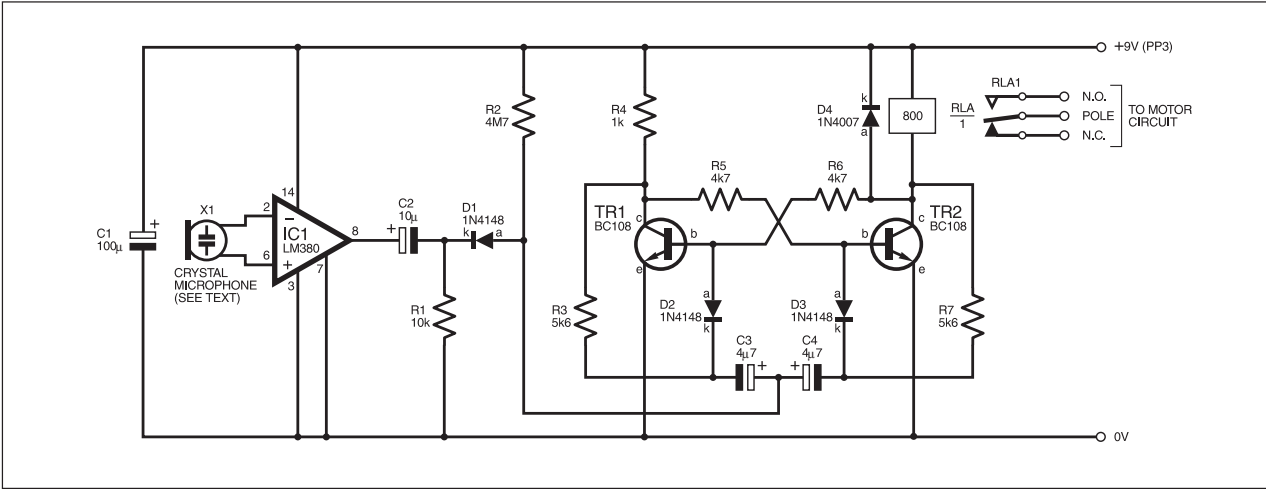 +9V (PP3)
RLA1
N.O.
RLA
1
POLE
TO MOTOR
CIRCUIT
N.C.
R2
4M7
R4
1k
D4
1N4007
k
a
800
R5
4k7
R6
4k7
14
X1
2
−
IC1
LM380
6
+
7
3
8
C1
100µ
+
CRYSTAL
MICROPHONE
(SEE TEXT)
C2
10µ
+
D1
1N4148
k
a
R1
10k
TR1
BC108
c
b
e
TR2
BC108
c
b
e
R3
5k6
a
D2
1N4148
k
a
D3
1N4148
k
R7
5k6
C3
4µ7
+
C4
4µ7
+
0V